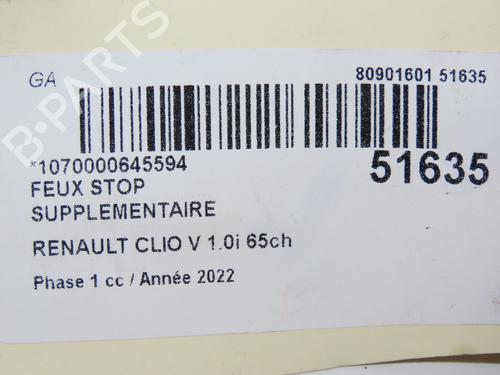 GA
80901601 51635
*1070000645594
51635
FEUX STOP
SUPPLEMENTAIRE
RENAULT CLIO V 1.0i 65ch
Phase 1 cc / Année 2022
B-PARTS